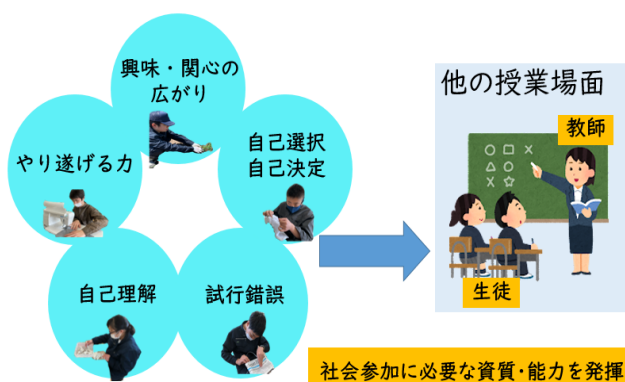 興味・関心の
広がり
自己選択
自己決定
やり遂げる力
自己理解
試行錯誤
他の授業場面
教師
生徒
社会参加に必要な資質・能力を発揮